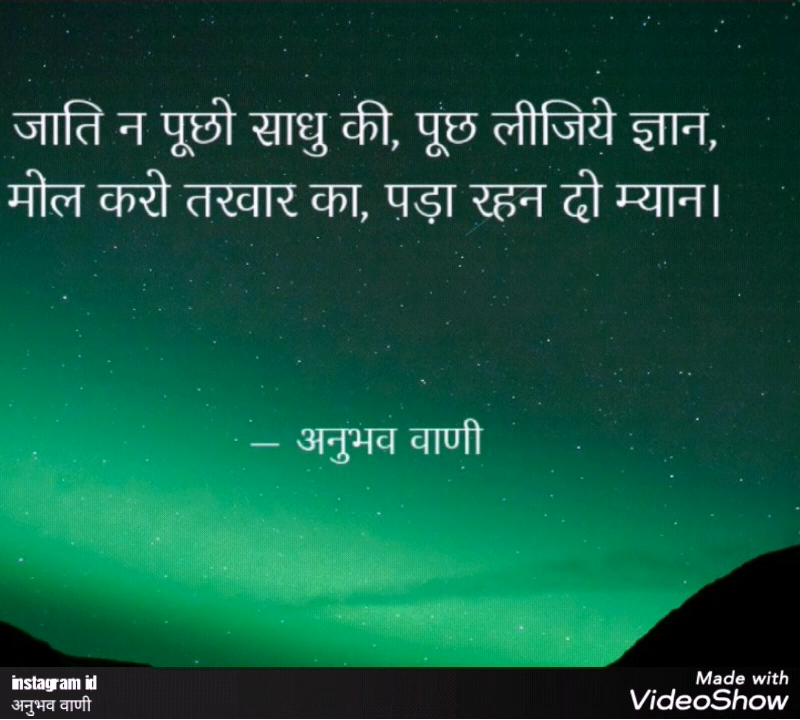 जाति न पूछो साधु की, पूछ लीजिये ज्ञान,
मोल करो तरवार का, पड़ा रहन दो म्यान।
– अनुभव वाणी
instagram id
अनुभव वाणी
Made with
VideoShow